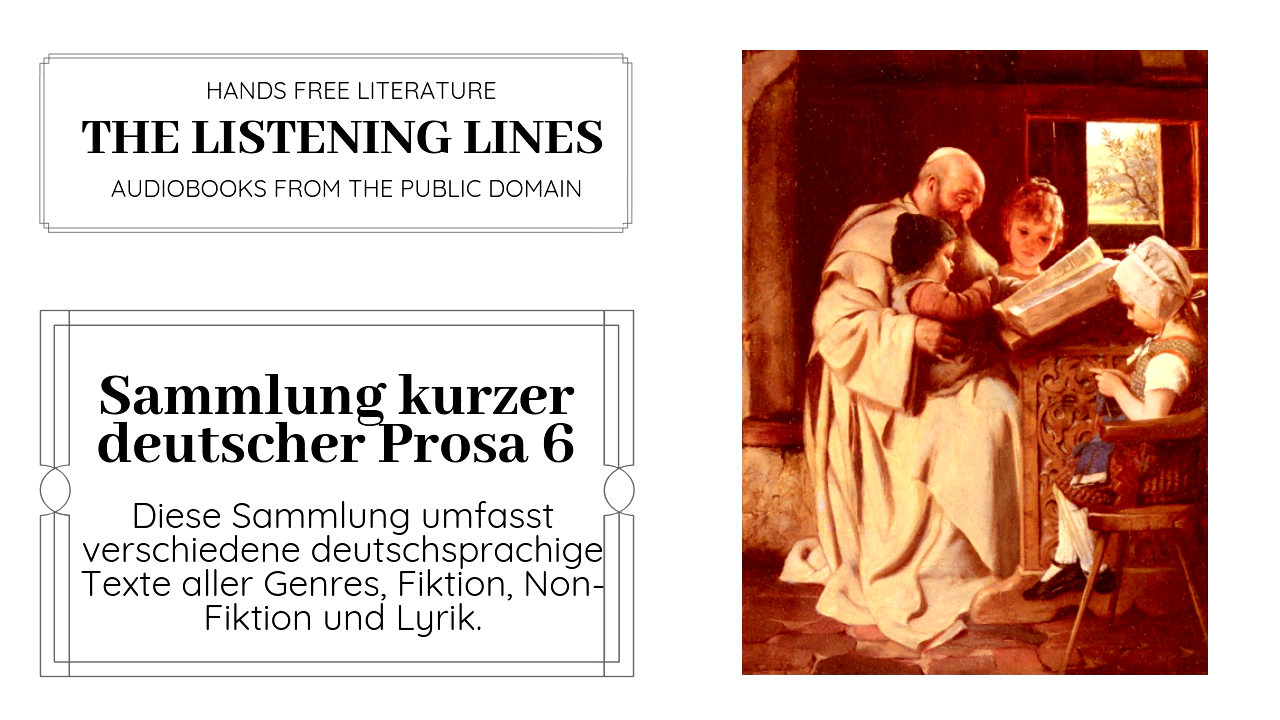 HANDS FREE LITERATURE
THE LISTENING LINES
AUDIOBOOKS FROM THE PUBLIC DOMAIN
Sammlung kurzer
deutscher Prosa 6
Diese Sammlung umfasst
verschiedene deutschsprachige
Texte aller Genres, Fiktion, Non-
Fiktion und Lyrik.